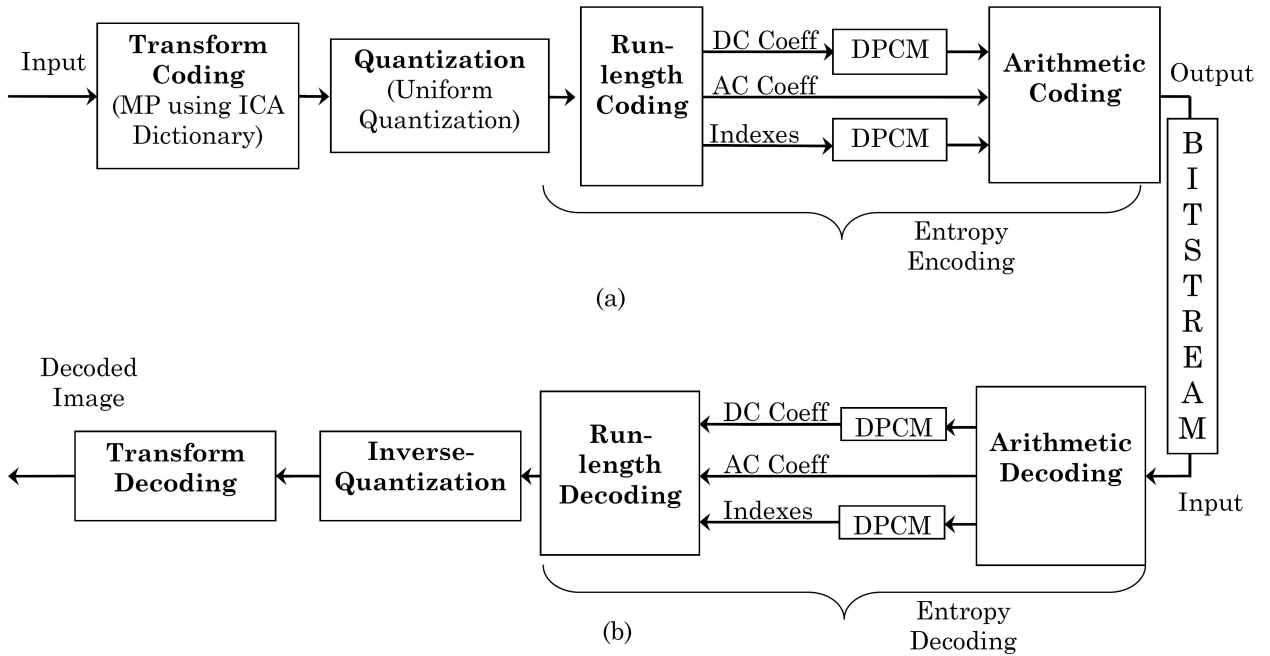 Input
Transform
Coding
(MP using ICA
Dictionary)
Quantization
(Uniform
Quantization)
Run-
length
Coding
DC Coeff
DPCM
AC Coeff
Indexes
DPCM
Arithmetic
Coding
Output
BITSTREAM
Entropy
Encoding
(a)
Decoded
Image
Transform
Decoding
Inverse-
Quantization
Run-
length
Decoding
DC Coeff
DPCM
AC Coeff
Indexes
DPCM
Arithmetic
Decoding
Input
Entropy
Decoding
(b)